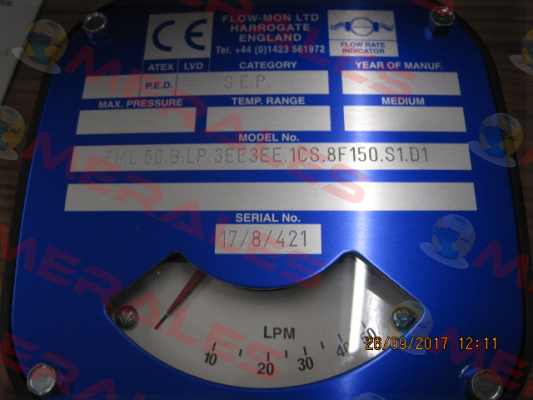 FLOW-MON LTD
HARROGATE
ENGLAND
Tel. +44 (0)1423 561972
CE
FLOW RATE
INDICATOR
ATEX LVD CATEGORY YEAR OF MANUF.
P.E.D. S.E.P.
MAX. PRESSURE TEMP. RANGE MEDIUM
MODEL No.
FML.50.B.LP.3EE3EE.1CS.8F150.S1.D1
SERIAL No.
17/8/421
LPM
10 20 30 40 50
26/09/2017 12:11
MERALES